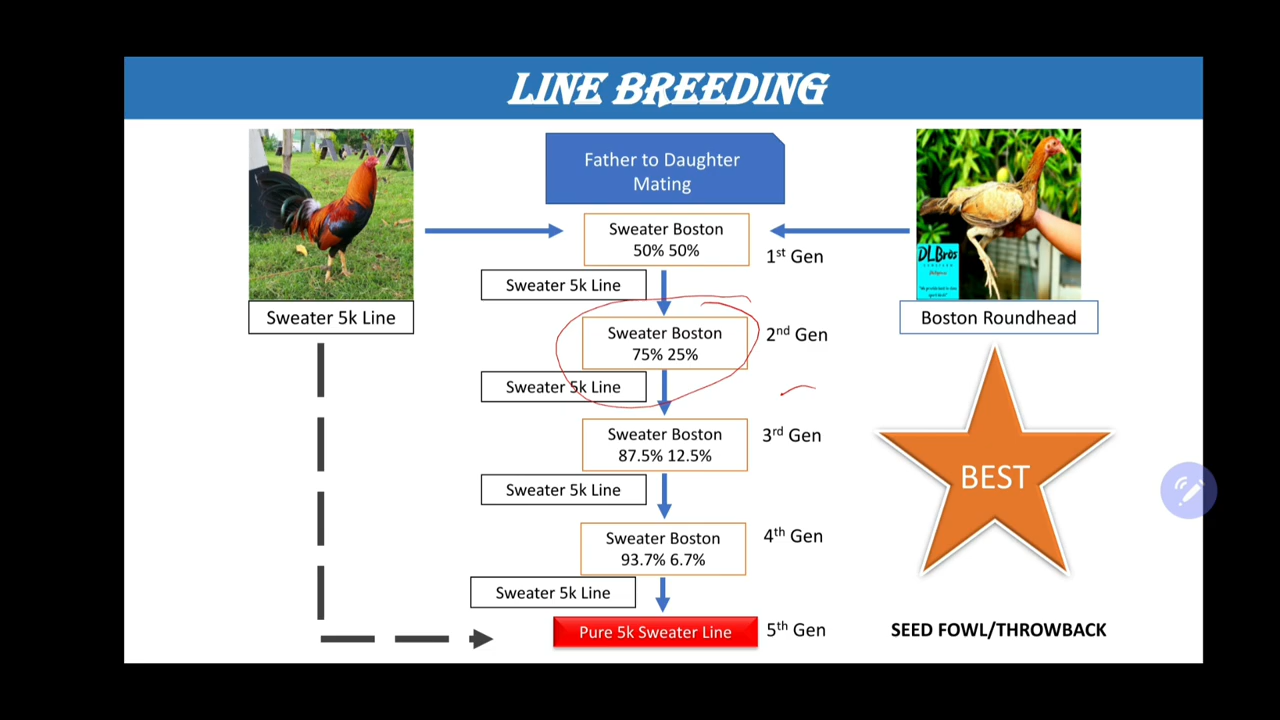 LINE BREEDING
Father to Daughter
Mating
Sweater Boston
50% 50%
1st Gen
Sweater 5k Line
DLBros
Sweater 5k Line
Boston Roundhead
Sweater Boston
75% 25%
2nd Gen
Sweater 5k Line
Sweater Boston
87.5% 12.5%
3rd Gen
BEST
Sweater 5k Line
Sweater Boston
93.7% 6.7%
4th Gen
Sweater 5k Line
Pure 5k Sweater Line
5th Gen
SEED FOWL/THROWBACK